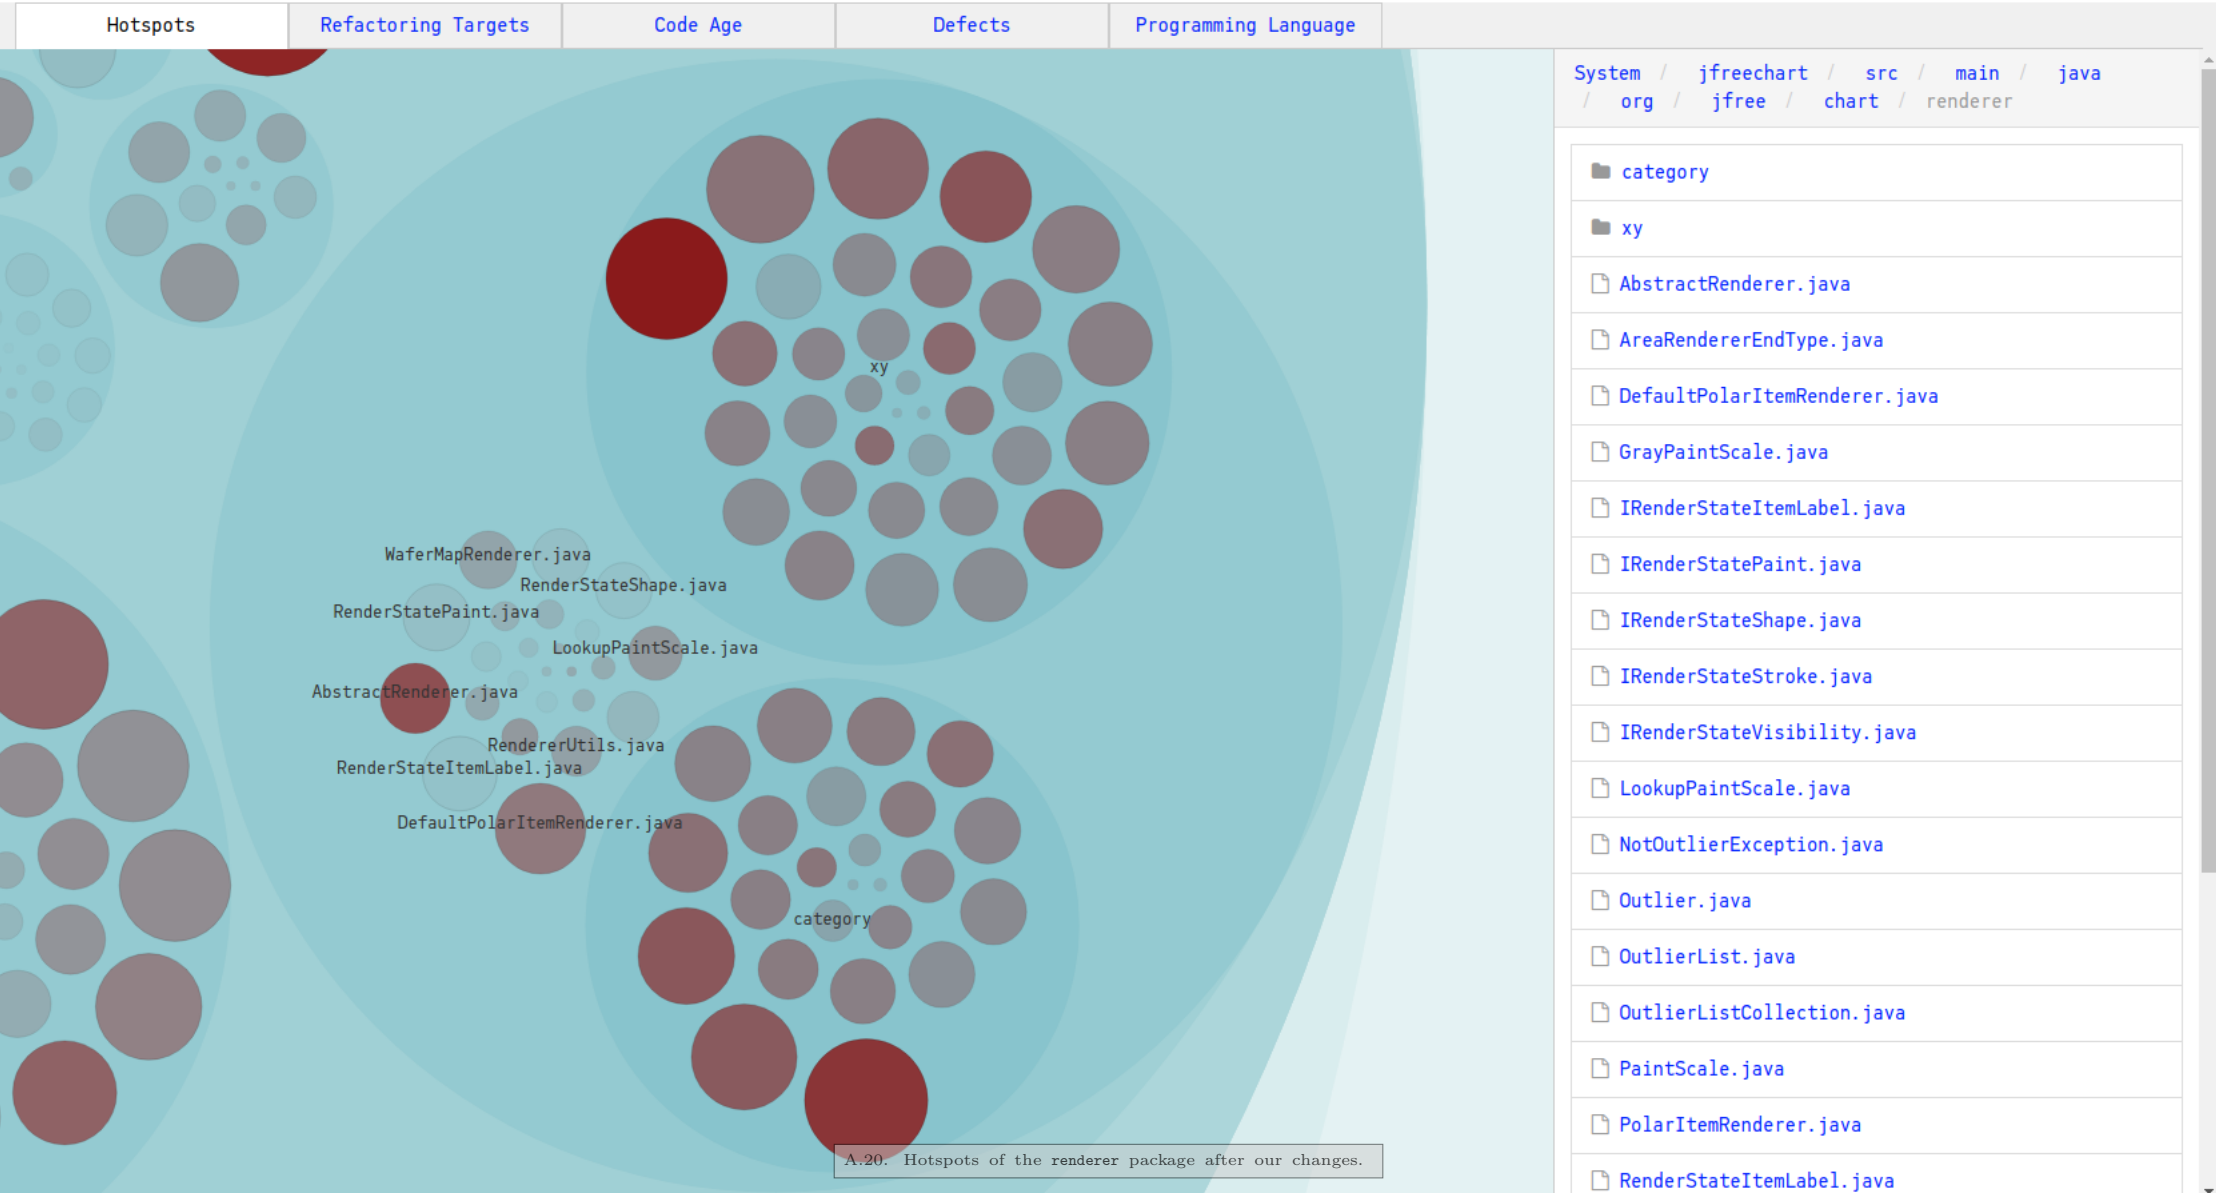 Hotspots
Refactoring Targets
Code Age
Defects
Programming Language
System / jfreechart / src / main / java
/ org / jfree / chart / renderer
category
xy
AbstractRenderer.java
AreaRendererEndType.java
DefaultPolarItemRenderer.java
GrayPaintScale.java
IRenderStateItemLabel.java
IRenderStatePaint.java
IRenderStateShape.java
IRenderStateStroke.java
IRenderStateVisibility.java
LookupPaintScale.java
NotOutlierException.java
Outlier.java
OutlierList.java
OutlierListCollection.java
PaintScale.java
PolarItemRenderer.java
RenderStateItemLabel.java
xy
WaferMapRenderer.java
RenderStateShape.java
RenderStatePaint.java
LookupPaintScale.java
AbstractRenderer.java
RendererUtils.java
RenderStateItemLabel.java
DefaultPolarItemRenderer.java
category
A.20. Hotspots of the renderer package after our changes.